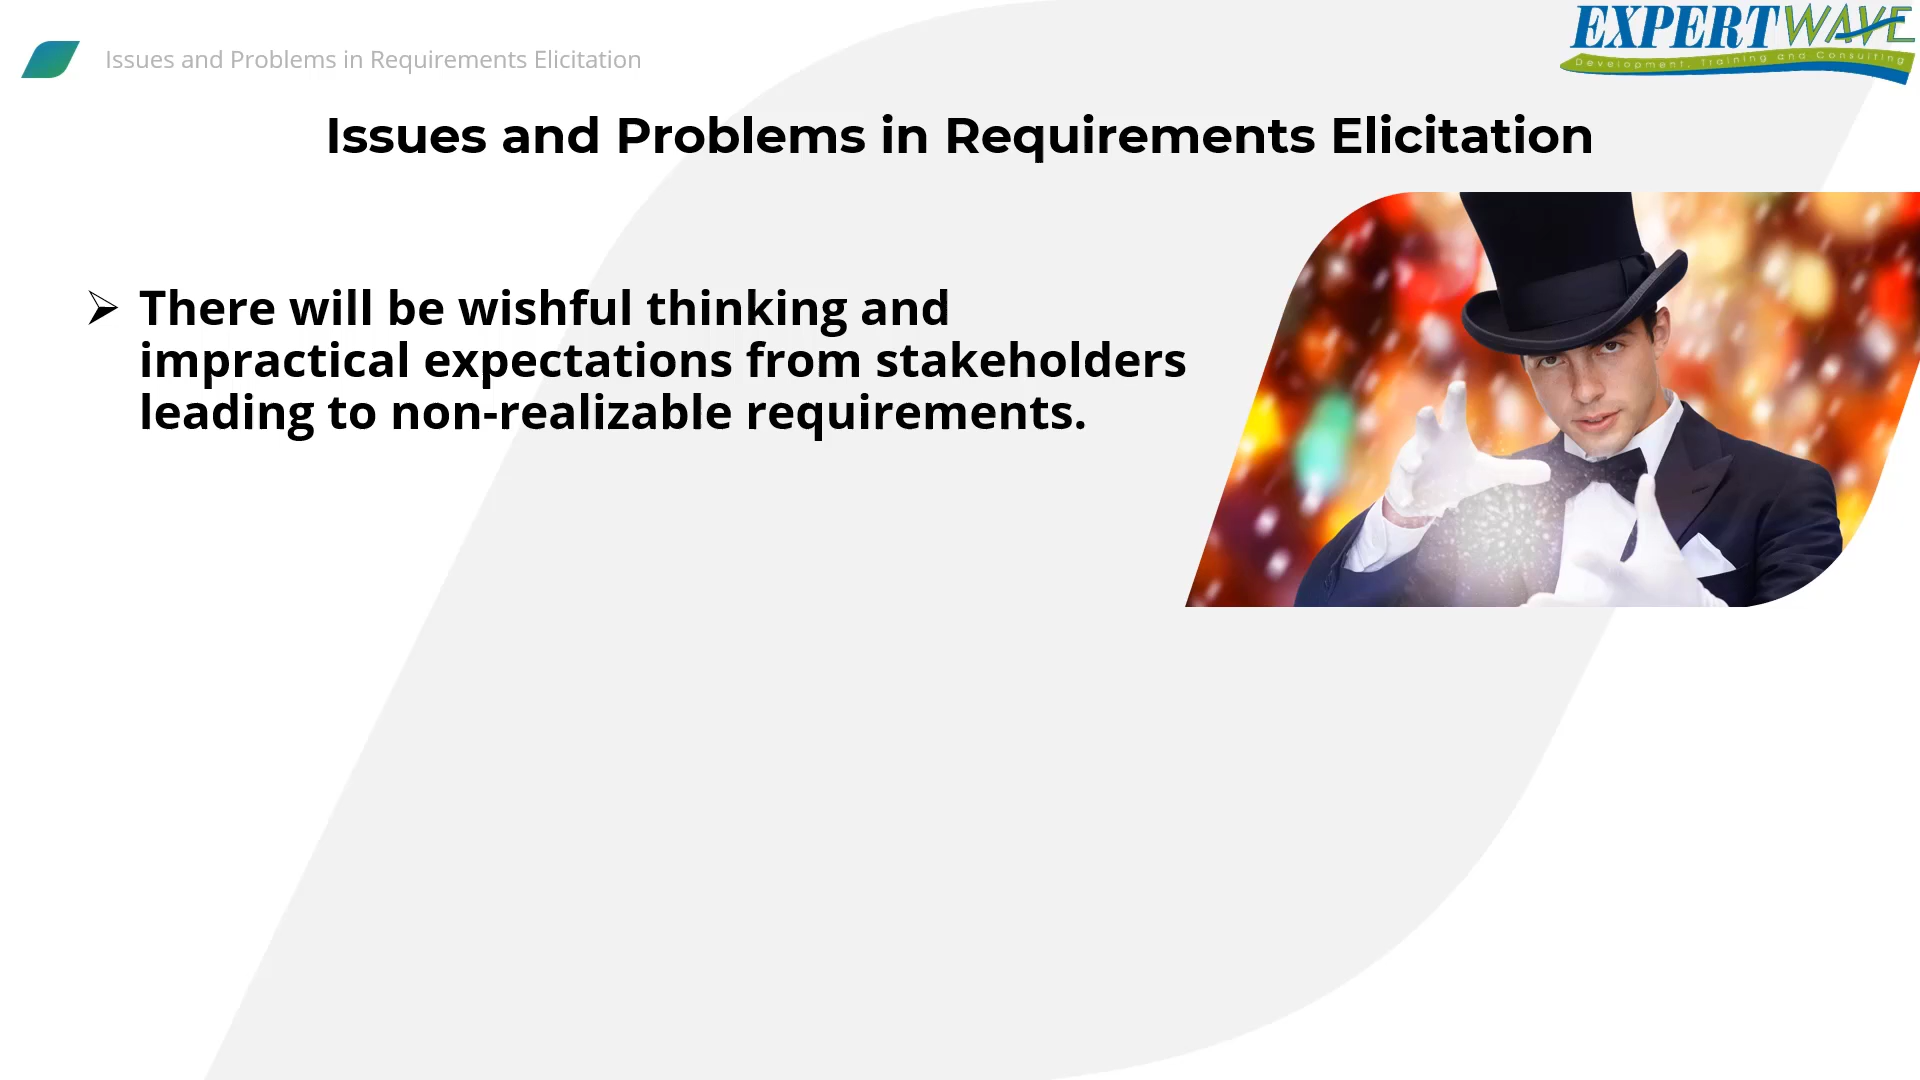 Issues and Problems in Requirements Elicitation
EXPERTWAVE
Development, Training and Consulting
Issues and Problems in Requirements Elicitation
There will be wishful thinking and
impractical expectations from stakeholders
leading to non-realizable requirements.